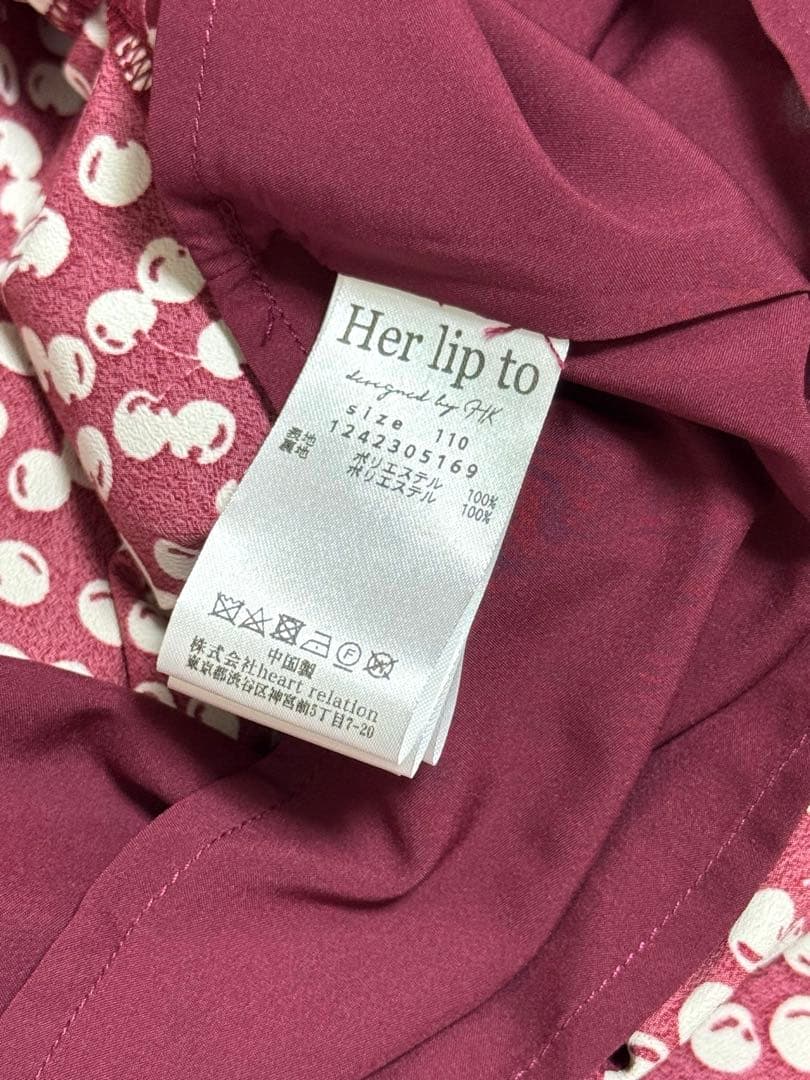 Her lip to
designed by HK
size 110
1242305169
表地 ポリエステル 100%
裏地 ポリエステル 100%
中国製
株式会社heart relation
東京都渋谷区神宮前5丁目7-20